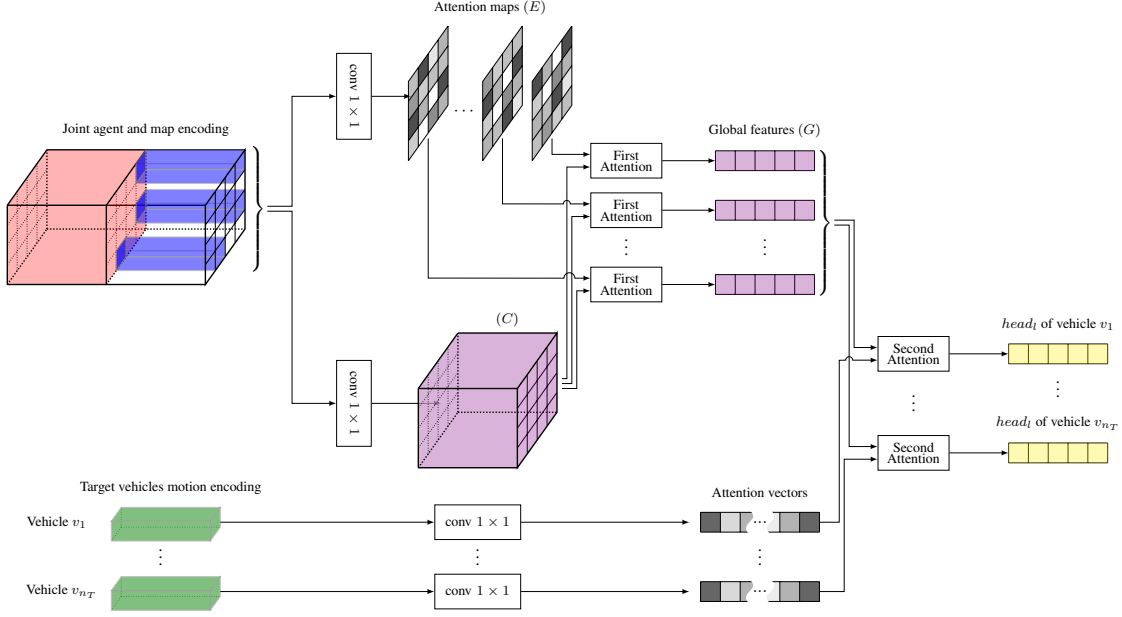 Attention maps (E)
conv 1 × 1
. . .
Joint agent and map encoding
Global features (G)
First
Attention
First
Attention
First
Attention
(C)
conv 1 × 1
head_l of vehicle v_1
Second
Attention
head_l of vehicle v_{n_T}
Second
Attention
Target vehicles motion encoding
Attention vectors
Vehicle v_1
conv 1 × 1
...
Vehicle v_{n_T}
conv 1 × 1
...